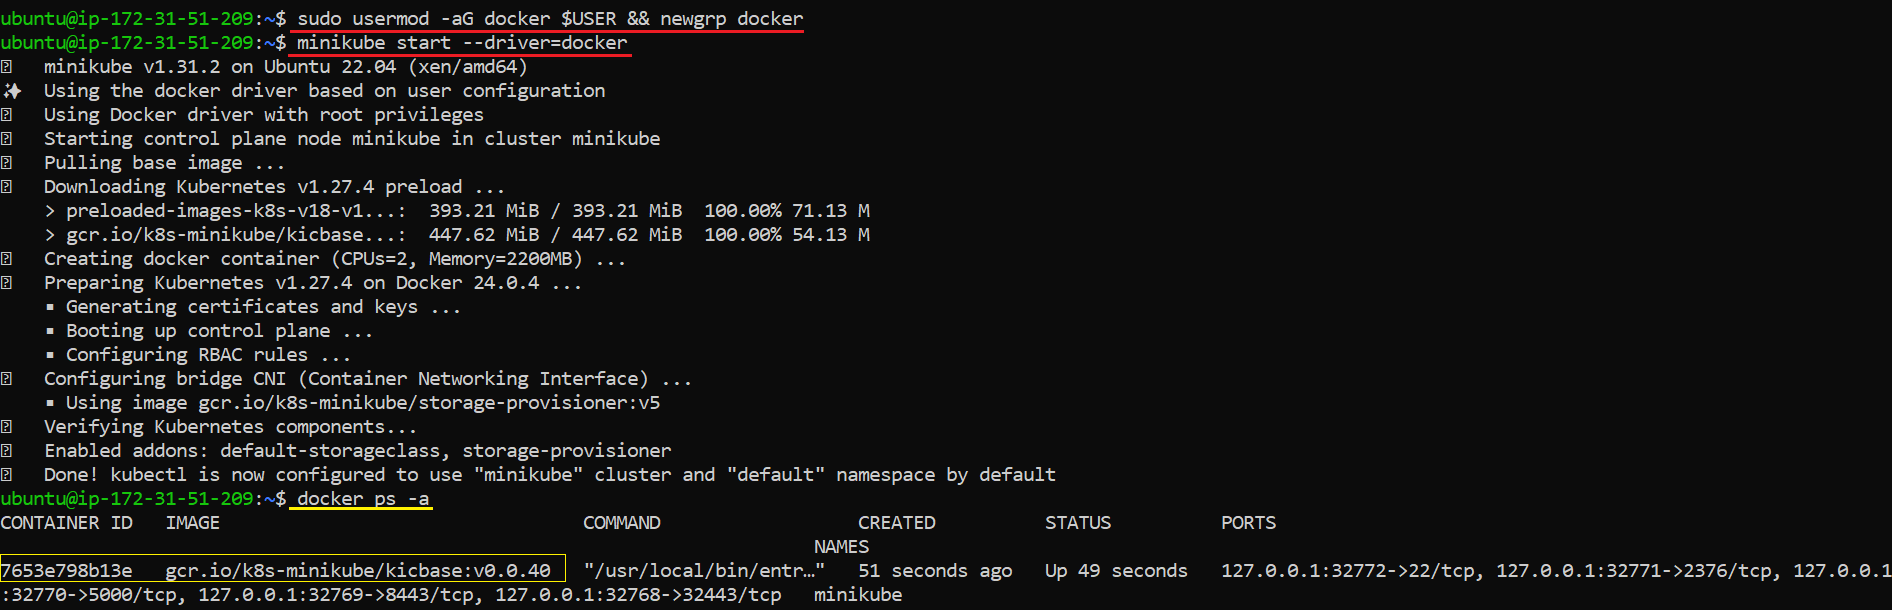 ubuntu@ip-172-31-51-209:~$ sudo usermod -aG docker $USER && newgrp docker
ubuntu@ip-172-31-51-209:~$ minikube start --driver=docker
minikube v1.31.2 on Ubuntu 22.04 (xen/amd64)
✨ Using the docker driver based on user configuration
Using Docker driver with root privileges
Starting control plane node minikube in cluster minikube
Pulling base image ...
Downloading Kubernetes v1.27.4 preload ...
> preloaded-images-k8s-v18-v1...: 393.21 MiB / 393.21 MiB 100.00% 71.13 M
> gcr.io/k8s-minikube/kicbase...: 447.62 MiB / 447.62 MiB 100.00% 54.13 M
Creating docker container (CPUs=2, Memory=2200MB) ...
Preparing Kubernetes v1.27.4 on Docker 24.0.4 ...
▪ Generating certificates and keys ...
▪ Booting up control plane ...
▪ Configuring RBAC rules ...
Configuring bridge CNI (Container Networking Interface) ...
▪ Using image gcr.io/k8s-minikube/storage-provisioner:v5
Verifying Kubernetes components...
Enabled addons: default-storageclass, storage-provisioner
Done! kubectl is now configured to use "minikube" cluster and "default" namespace by default
ubuntu@ip-172-31-51-209:~$ docker ps -a
CONTAINER ID IMAGE COMMAND CREATED STATUS PORTS
NAMES
7653e798b13e gcr.io/k8s-minikube/kicbase:v0.0.40 "/usr/local/bin/entr…" 51 seconds ago Up 49 seconds 127.0.0.1:32772->22/tcp, 127.0.0.1:32771->2376/tcp, 127.0.0.1
:32770->5000/tcp, 127.0.0.1:32769->8443/tcp, 127.0.0.1:32768->32443/tcp minikube